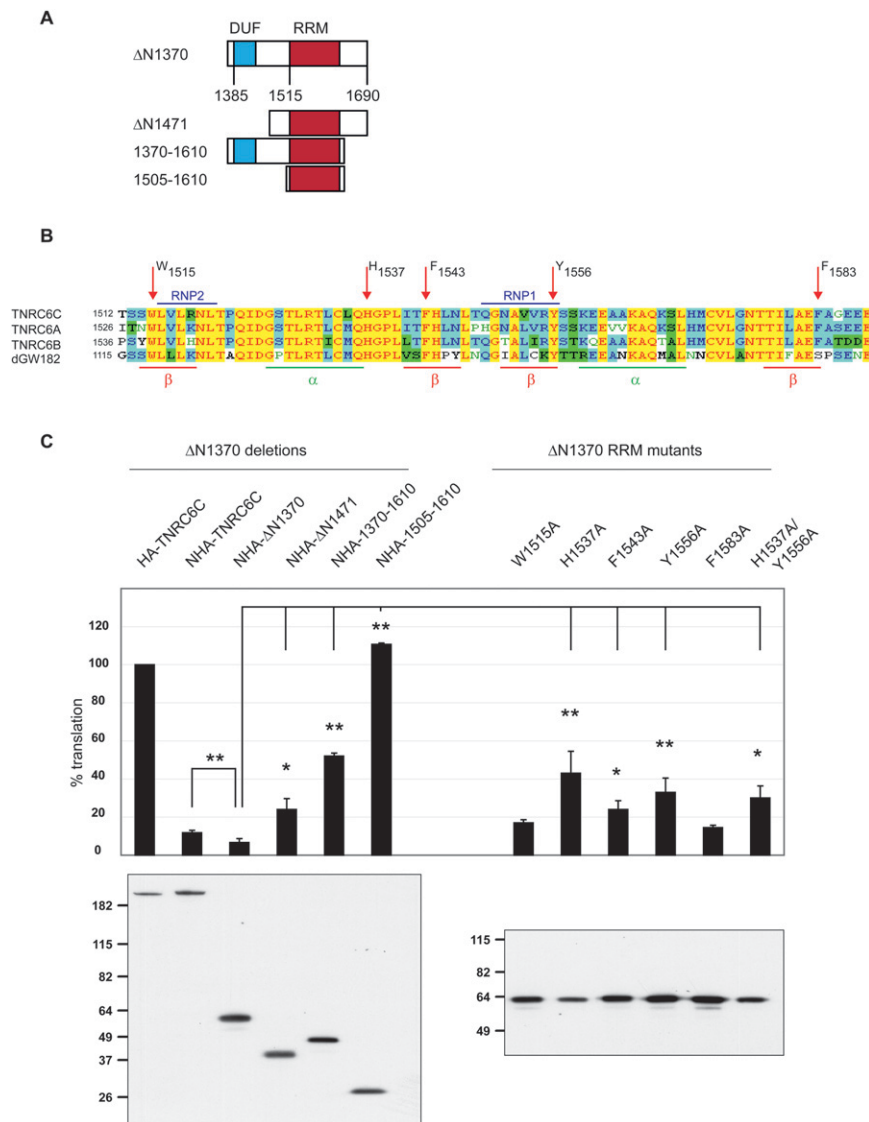 A
DUF RRM
ΔN1370
1385 1515 1690
ΔN1471
1370-1610
1505-1610
B
W1515 H1537 F1543 Y1556 F1583
RNP2 RNP1
TNRC6C 1512 TSSWLVLRNLTPQIDGSTLRTLCLQHGPLITFHLNLTQGNAVVRYSSKEEAAKAQKSLHMCVLGNTTILAEFAGEEE
TNRC6A 1526
TNRC6B 1536
dGW182 1115
β α β β α β
C
ΔN1370 deletions ΔN1370 RRM mutants
HA-TNRC6C NHA-TNRC6C NHA-ΔN1370 NHA-ΔN1471 NHA-1370-1610 NHA-1505-1610 W1515A H1537A F1543A Y1556A F1583A H1537A/ Y1556A
% translation
120
100
80
60
40
20
0
** * ** ** ** * ** *
182
115
82
64
49
37
26
115
82
64
49